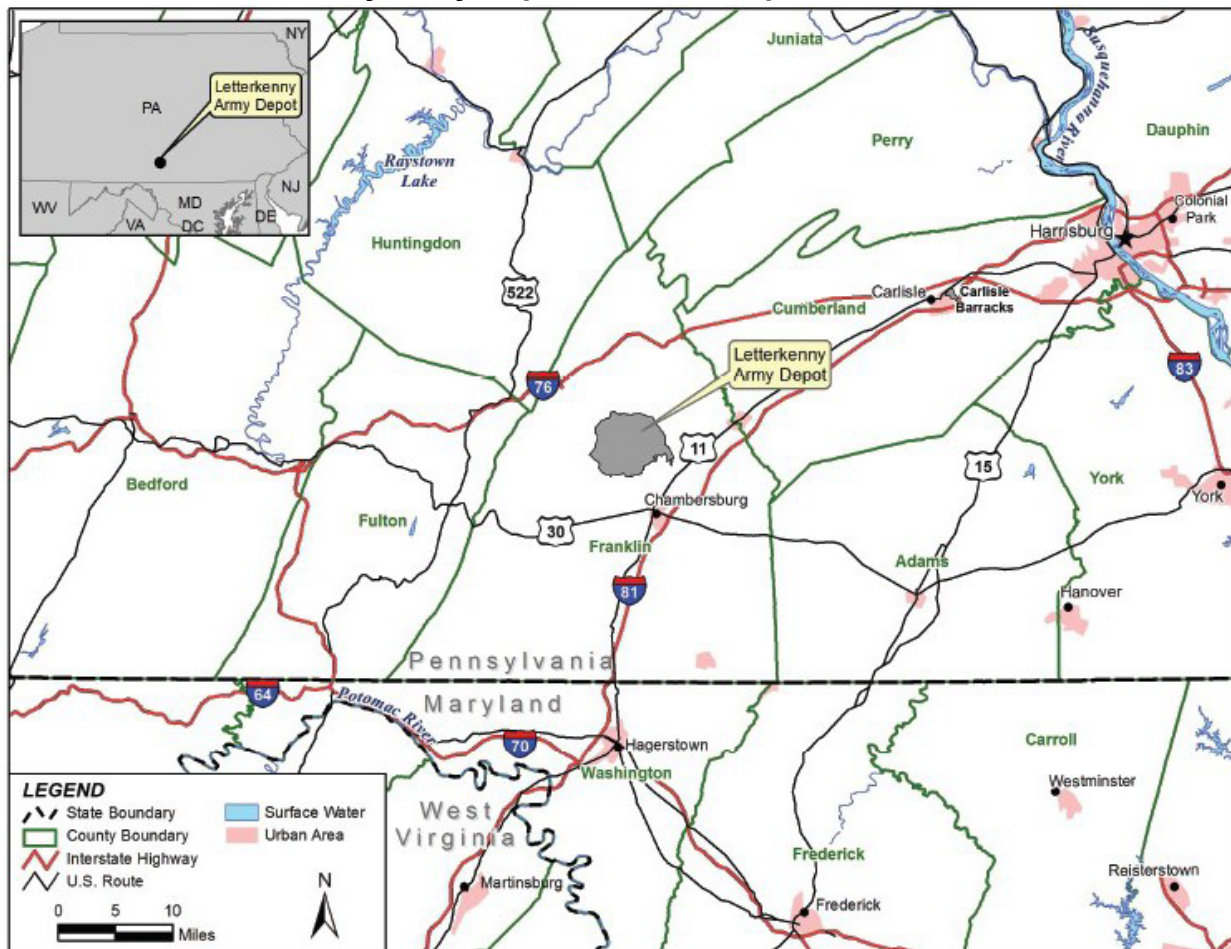 NY
Letterkenny
Army Depot
PA
NJ
MD
WV
DE
VA
DC
Juniata
Susquehanna River
Dauphin
Perry
Raystown
Lake
Colonial
Park
Harrisburg
Huntingdon
522
Carlisle
Carlisle
Barracks
Cumberland
Letterkenny
Army Depot
76
83
11
15
Bedford
York
York
Chambersburg
Fulton
30
Franklin
Adams
81
Hanover
Pennsylvania
64
Potomac River
Maryland
70
Hagerstown
Carroll
Washington
Westminster
West
Virginia
Frederick
Martinsburg
Reisterstown
Frederick
LEGEND
State Boundary
Surface Water
County Boundary
Urban Area
Interstate Highway
U.S. Route
N
0 5 10
Miles